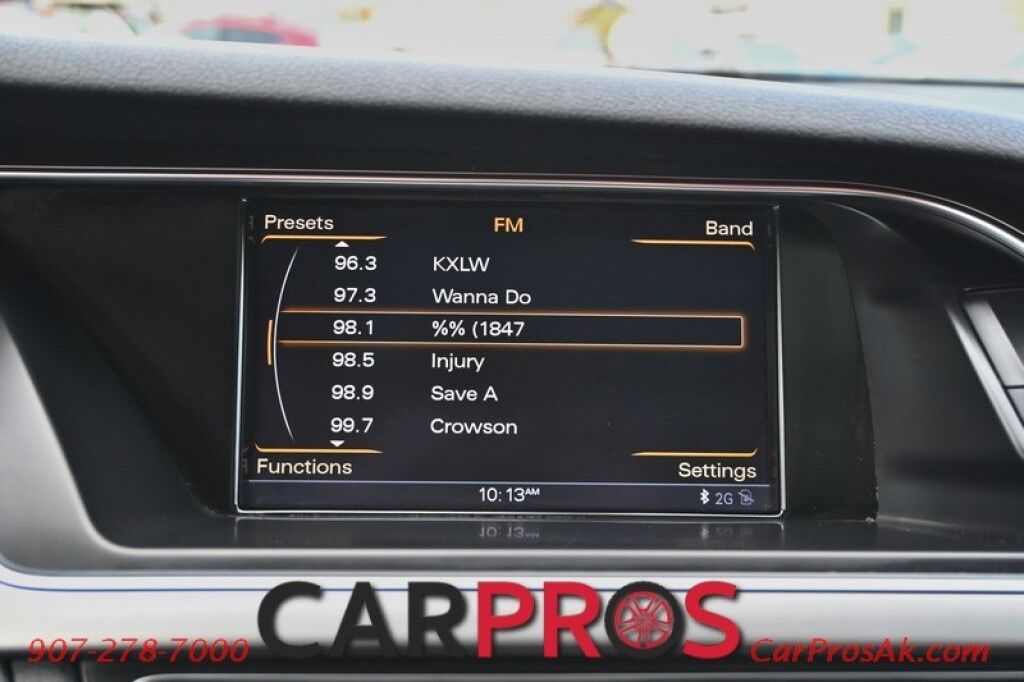 Presets FM Band
96.3 KXLW
97.3 Wanna Do
98.1 %% (1847
98.5 Injury
98.9 Save A
99.7 Crowson
Functions Settings
10:13AM 2G
CARPROS
907-278-7000 CarProsAk.com